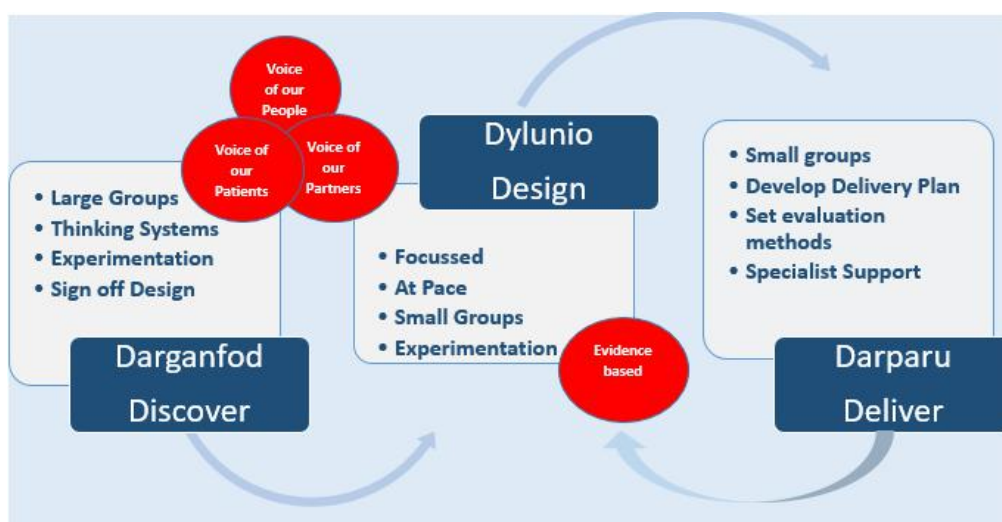 Voice
of our
People
Voice of
our
Patients
Voice of
our
Partners
• Large Groups
• Thinking Systems
• Experimentation
• Sign off Design
Darganfod
Discover
Dylunio
Design
• Focussed
• At Pace
• Small Groups
• Experimentation
Evidence
based
• Small groups
• Develop Delivery Plan
• Set evaluation
methods
• Specialist Support
Darparu
Deliver